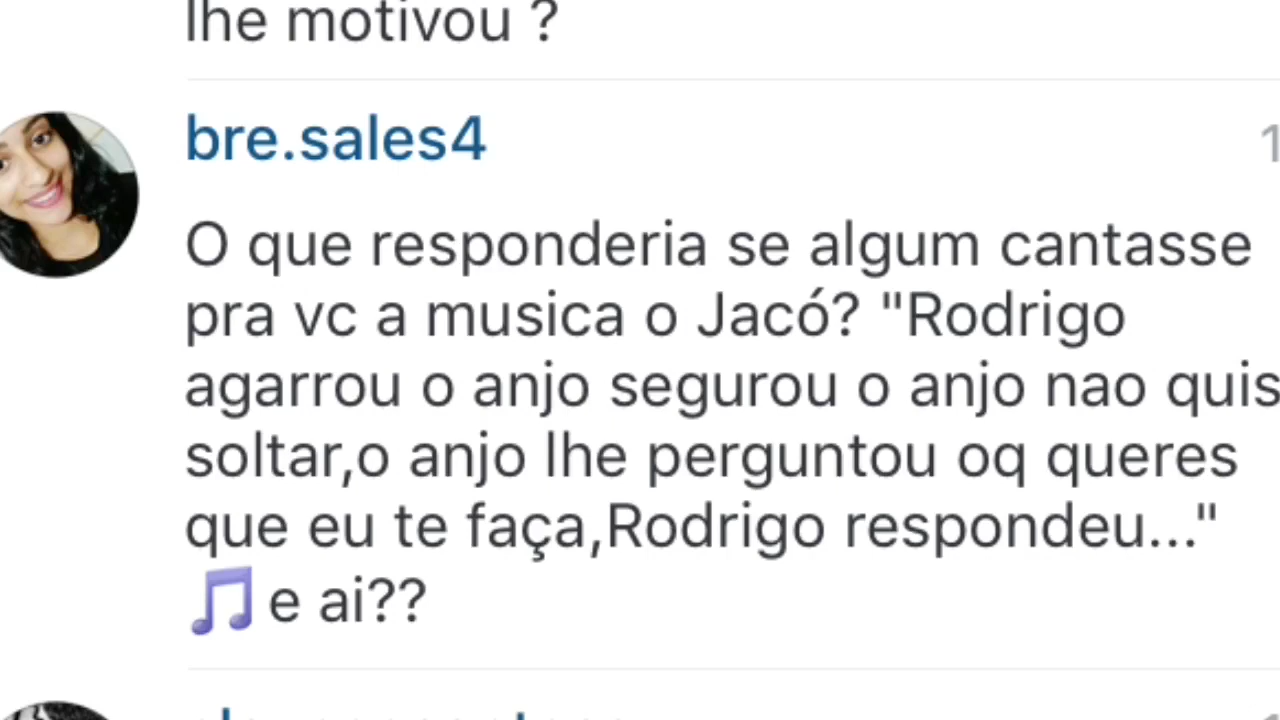 lhe motivou ?
bre.sales4
O que responderia se algum cantasse
pra vc a musica o Jacó? "Rodrigo
agarrou o anjo segurou o anjo nao quis
soltar,o anjo lhe perguntou oq queres
que eu te faça,Rodrigo respondeu..."
🎵 e ai??